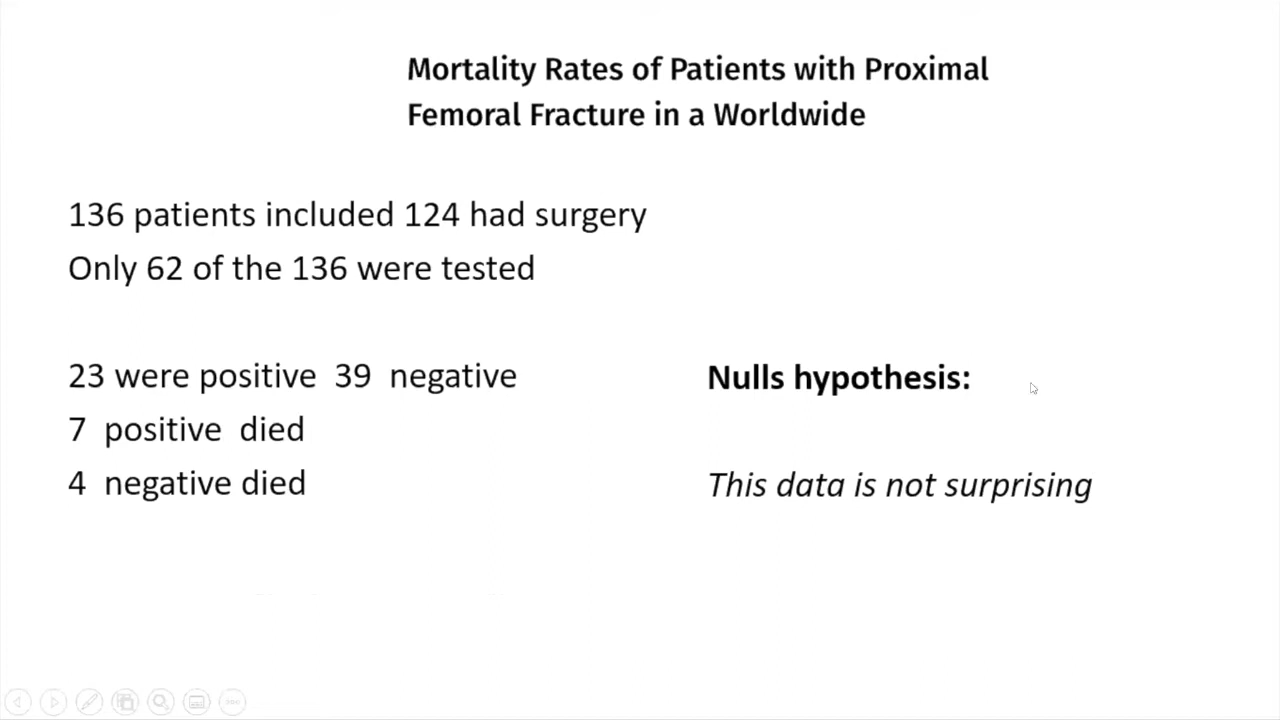 Mortality Rates of Patients with Proximal
Femoral Fracture in a Worldwide
136 patients included 124 had surgery
Only 62 of the 136 were tested
23 were positive 39 negative
7 positive died
4 negative died
Nulls hypothesis:
This data is not surprising